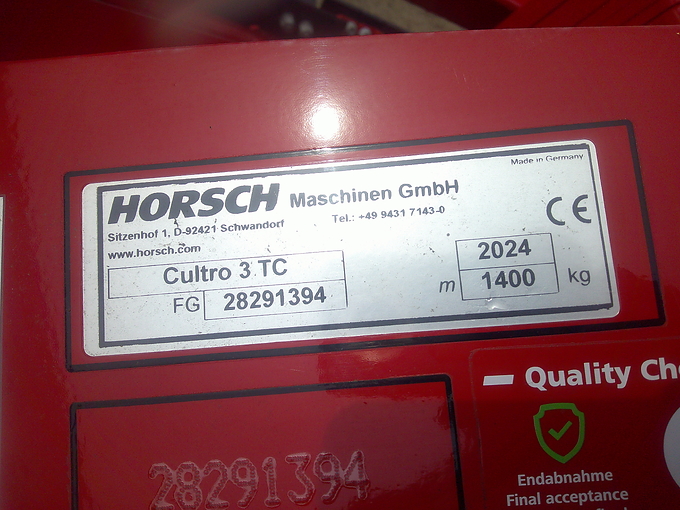 Made in Germany
HORSCH Maschinen GmbH
Sitzenhof 1, D-92421 Schwandorf Tel.: +49 9431 7143-0
www.horsch.com
CE
Cultro 3 TC
2024
FG 28291394
m 1400 kg
Quality Ch
28291394
Endabnahme
Final acceptance